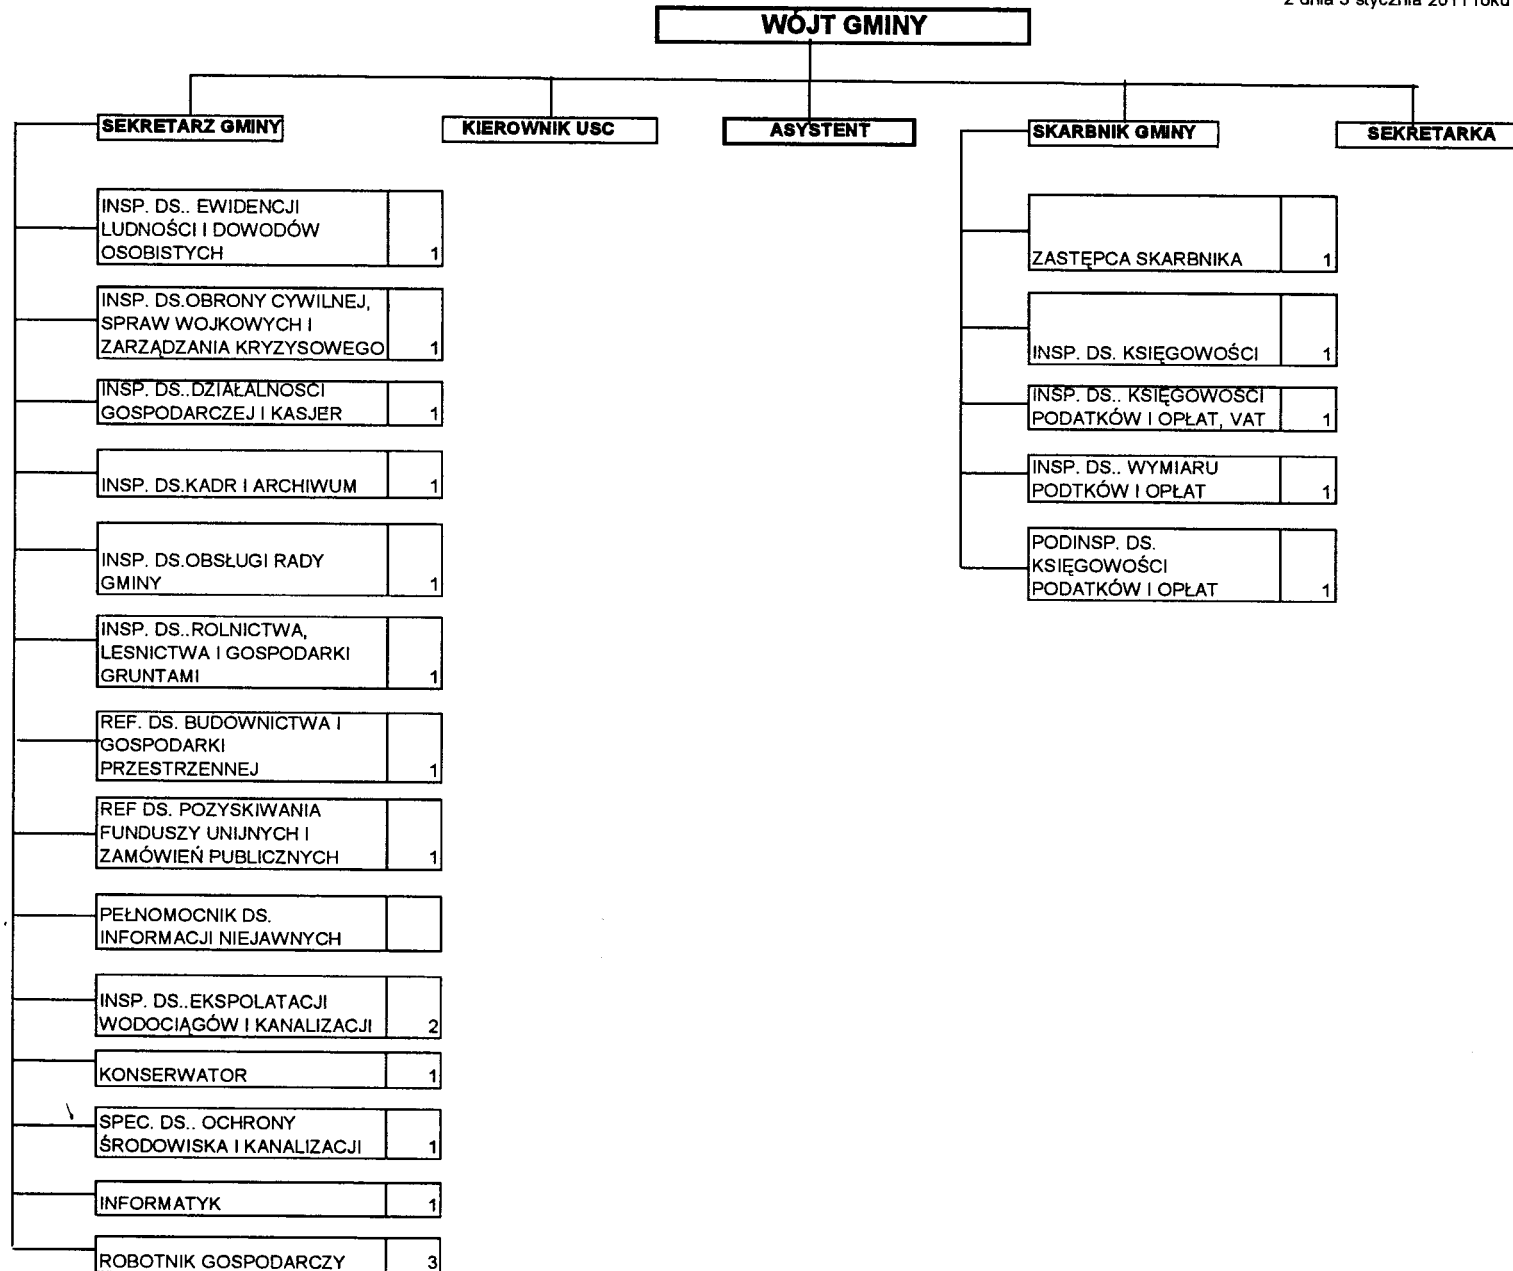 z dnia 3 stycznia 2011 roku
WÓJT GMINY
SEKRETARZ GMINY
KIEROWNIK USC
ASYSTENT
SKARBNIK GMINY
SEKRETARKA
INSP. DS.. EWIDENCJI
LUDNOŚCI I DOWODÓW
OSOBISTYCH 1
INSP. DS.OBRONY CYWILNEJ,
SPRAW WOJKOWYCH I
ZARZĄDZANIA KRYZYSOWEGO 1
INSP. DS..DZIAŁALNOŚCI
GOSPODARCZEJ I KASJER 1
INSP. DS.KADR I ARCHIWUM 1
INSP. DS.OBSŁUGI RADY
GMINY 1
INSP. DS..ROLNICTWA,
LESNICTWA I GOSPODARKI
GRUNTAMI 1
REF. DS. BUDOWNICTWA I
GOSPODARKI
PRZESTRZENNEJ 1
REF DS. POZYSKIWANIA
FUNDUSZY UNIJNYCH I
ZAMÓWIEŃ PUBLICZNYCH 1
PEŁNOMOCNIK DS.
INFORMACJI NIEJAWNYCH
INSP. DS..EKSPOLATACJI
WODOCIĄGÓW I KANALIZACJI 2
KONSERWATOR 1
SPEC. DS.. OCHRONY
ŚRODOWISKA I KANALIZACJI 1
INFORMATYK 1
ROBOTNIK GOSPODARCZY 3
ZASTĘPCA SKARBNIKA 1
INSP. DS. KSIĘGOWOŚCI 1
INSP. DS.. KSIĘGOWOŚCI
PODATKÓW I OPŁAT, VAT 1
INSP. DS.. WYMIARU
PODTKÓW I OPŁAT 1
PODINSP. DS.
KSIĘGOWOŚCI
PODATKÓW I OPŁAT 1